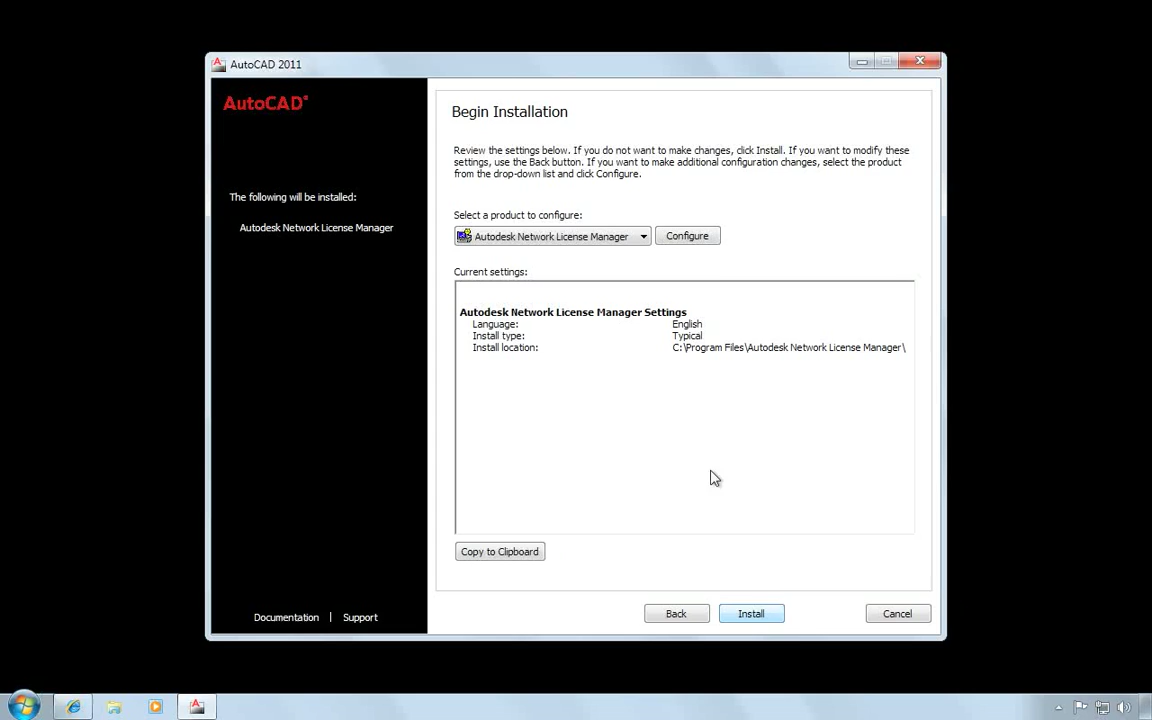 AutoCAD 2011
AutoCAD®
Begin Installation
Review the settings below. If you do not want to make changes, click Install. If you want to modify these
settings, use the Back button. If you want to make additional configuration changes, select the product
from the drop-down list and click Configure.
The following will be installed:
Autodesk Network License Manager
Select a product to configure:
Autodesk Network License Manager
Configure
Current settings:
Autodesk Network License Manager Settings
Language: English
Install type: Typical
Install location: C:\Program Files\Autodesk Network License Manager\
Copy to Clipboard
Documentation | Support
Back
Install
Cancel